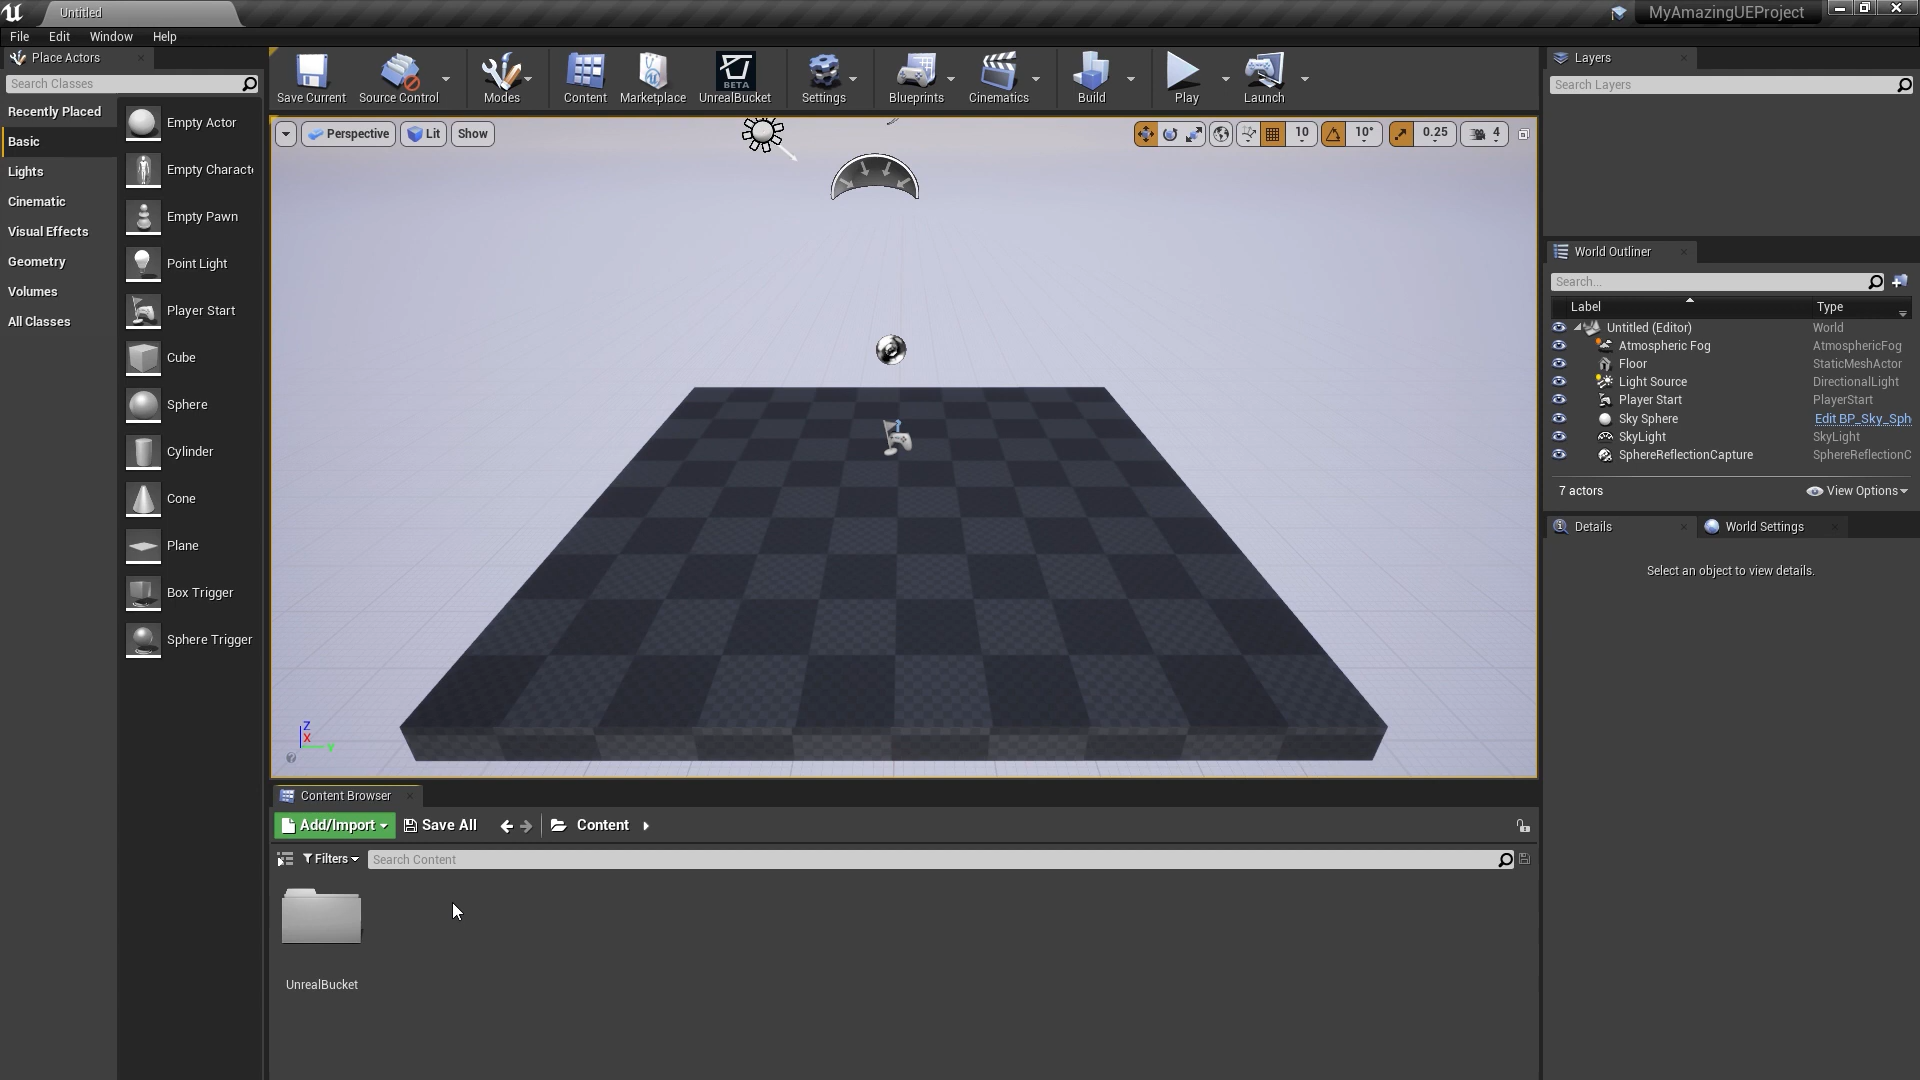 Untitled
MyAmazingUEProject
File Edit Window Help
Place Actors
Search Classes
Recently Placed
Basic
Lights
Cinematic
Visual Effects
Geometry
Volumes
All Classes
Empty Actor
Empty Charact
Empty Pawn
Point Light
Player Start
Cube
Sphere
Cylinder
Cone
Plane
Box Trigger
Sphere Trigger
Save Current Source Control Modes Content Marketplace UnrealBucket Settings Blueprints Cinematics Build Play Launch
BETA
Perspective Lit Show
10 10° 0.25 4
Z
X
Y
Content Browser
Add/Import Save All Content
Filters Search Content
UnrealBucket
Layers
Search Layers
World Outliner
Search...
Label Type
Untitled (Editor) World
Atmospheric Fog AtmosphericFog
Floor StaticMeshActor
Light Source DirectionalLight
Player Start PlayerStart
Sky Sphere Edit BP_Sky_Sph
SkyLight SkyLight
SphereReflectionCapture SphereReflectionC
7 actors View Options
Details World Settings
Select an object to view details.